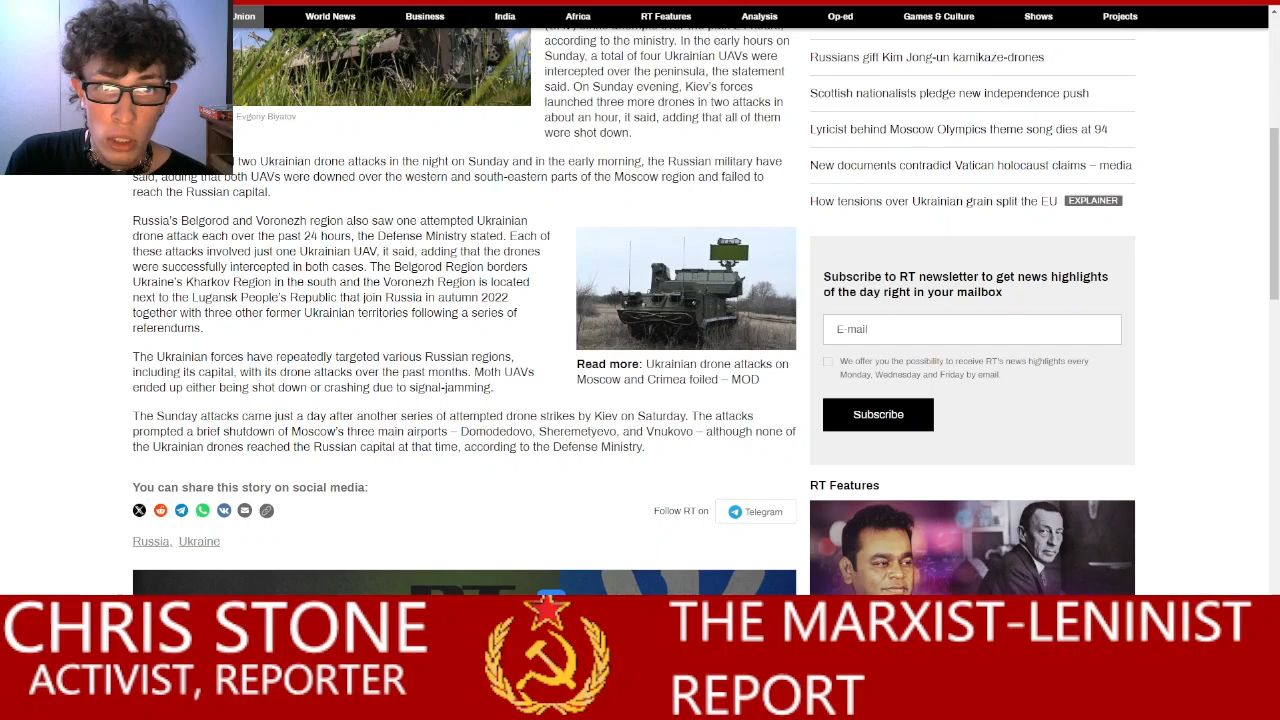 Union
World News
Business
India
Africa
RT Features
Analysis
Op-ed
Games & Culture
Shows
Projects
according to the ministry. In the early hours on
Sunday, a total of four Ukrainian UAVs were
intercepted over the peninsula, the statement
said. On Sunday evening, Kiev's forces
launched three more drones in two attacks in
about an hour, it said, adding that all of them
were shot down.
Evgeny Biyatov
two Ukrainian drone attacks in the night on Sunday and in the early morning, the Russian military have
said, adding that both UAVs were downed over the western and south-eastern parts of the Moscow region and failed to
reach the Russian capital.
Russia's Belgorod and Voronezh region also saw one attempted Ukrainian
drone attack each over the past 24 hours, the Defense Ministry stated. Each of
these attacks involved just one Ukrainian UAV, it said, adding that the drones
were successfully intercepted in both cases. The Belgorod Region borders
Ukraine's Kharkov Region in the south and the Voronezh Region is located
next to the Lugansk People's Republic that join Russia in autumn 2022
together with three other former Ukrainian territories following a series of
referendums.
Read more: Ukrainian drone attacks on
Moscow and Crimea foiled – MOD
The Ukrainian forces have repeatedly targeted various Russian regions,
including its capital, with its drone attacks over the past months. Moth UAVs
ended up either being shot down or crashing due to signal-jamming.
The Sunday attacks came just a day after another series of attempted drone strikes by Kiev on Saturday. The attacks
prompted a brief shutdown of Moscow's three main airports – Domodedovo, Sheremetyevo, and Vnukovo – although none of
the Ukrainian drones reached the Russian capital at that time, according to the Defense Ministry.
You can share this story on social media:
Follow RT on
Telegram
Russia, Ukraine
Russians gift Kim Jong-un kamikaze-drones
Scottish nationalists pledge new independence push
Lyricist behind Moscow Olympics theme song dies at 94
New documents contradict Vatican holocaust claims – media
How tensions over Ukrainian grain split the EU EXPLAINER
Subscribe to RT newsletter to get news highlights
of the day right in your mailbox
E-mail
We offer you the possibility to receive RT's news highlights every
Monday, Wednesday and Friday by email.
Subscribe
RT Features
CHRIS STONE
ACTIVIST, REPORTER
THE MARXIST-LENINIST
REPORT